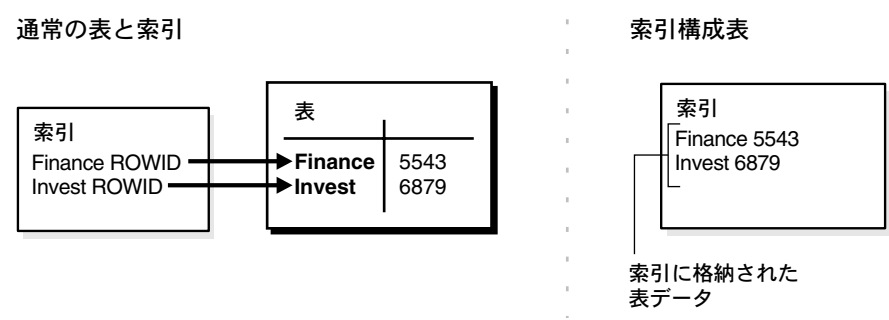 通常の表と索引
索引
Finance ROWID
Invest ROWID
表
Finance 5543
Invest 6879
索引構成表
索引
Finance 5543
Invest 6879
索引に格納された
表データ